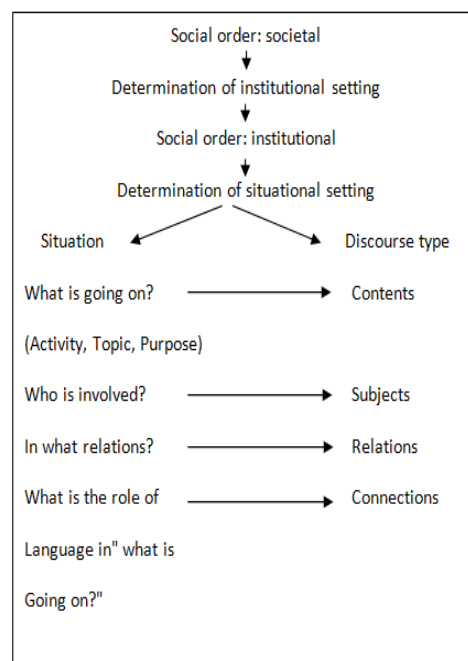 Social order: societal
Determination of institutional setting
Social order: institutional
Determination of situational setting
Situation Discourse type
What is going on? Contents
(Activity, Topic, Purpose)
Who is involved? Subjects
In what relations? Relations
What is the role of Connections
Language in" what is
Going on?"